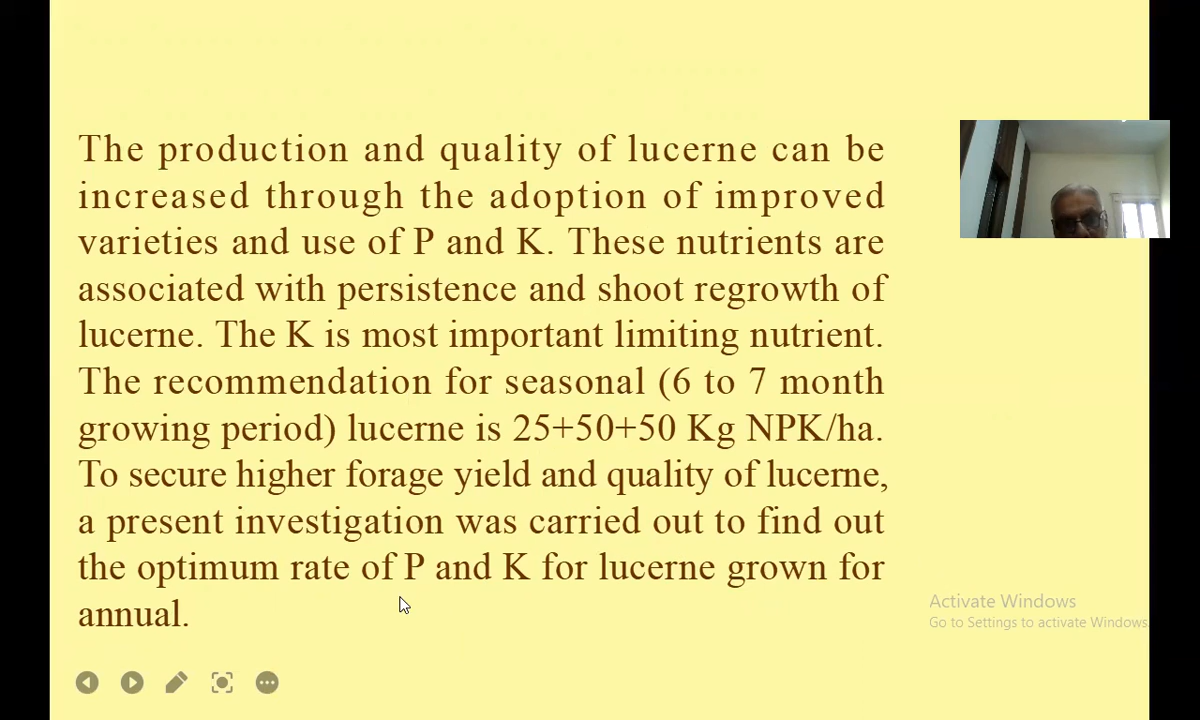 The production and quality of lucerne can be
increased through the adoption of improved
varieties and use of P and K. These nutrients are
associated with persistence and shoot regrowth of
lucerne. The K is most important limiting nutrient.
The recommendation for seasonal (6 to 7 month
growing period) lucerne is 25+50+50 Kg NPK/ha.
To secure higher forage yield and quality of lucerne,
a present investigation was carried out to find out
the optimum rate of P and K for lucerne grown for
annual.
Activate Windows
Go to Settings to activate Windows.